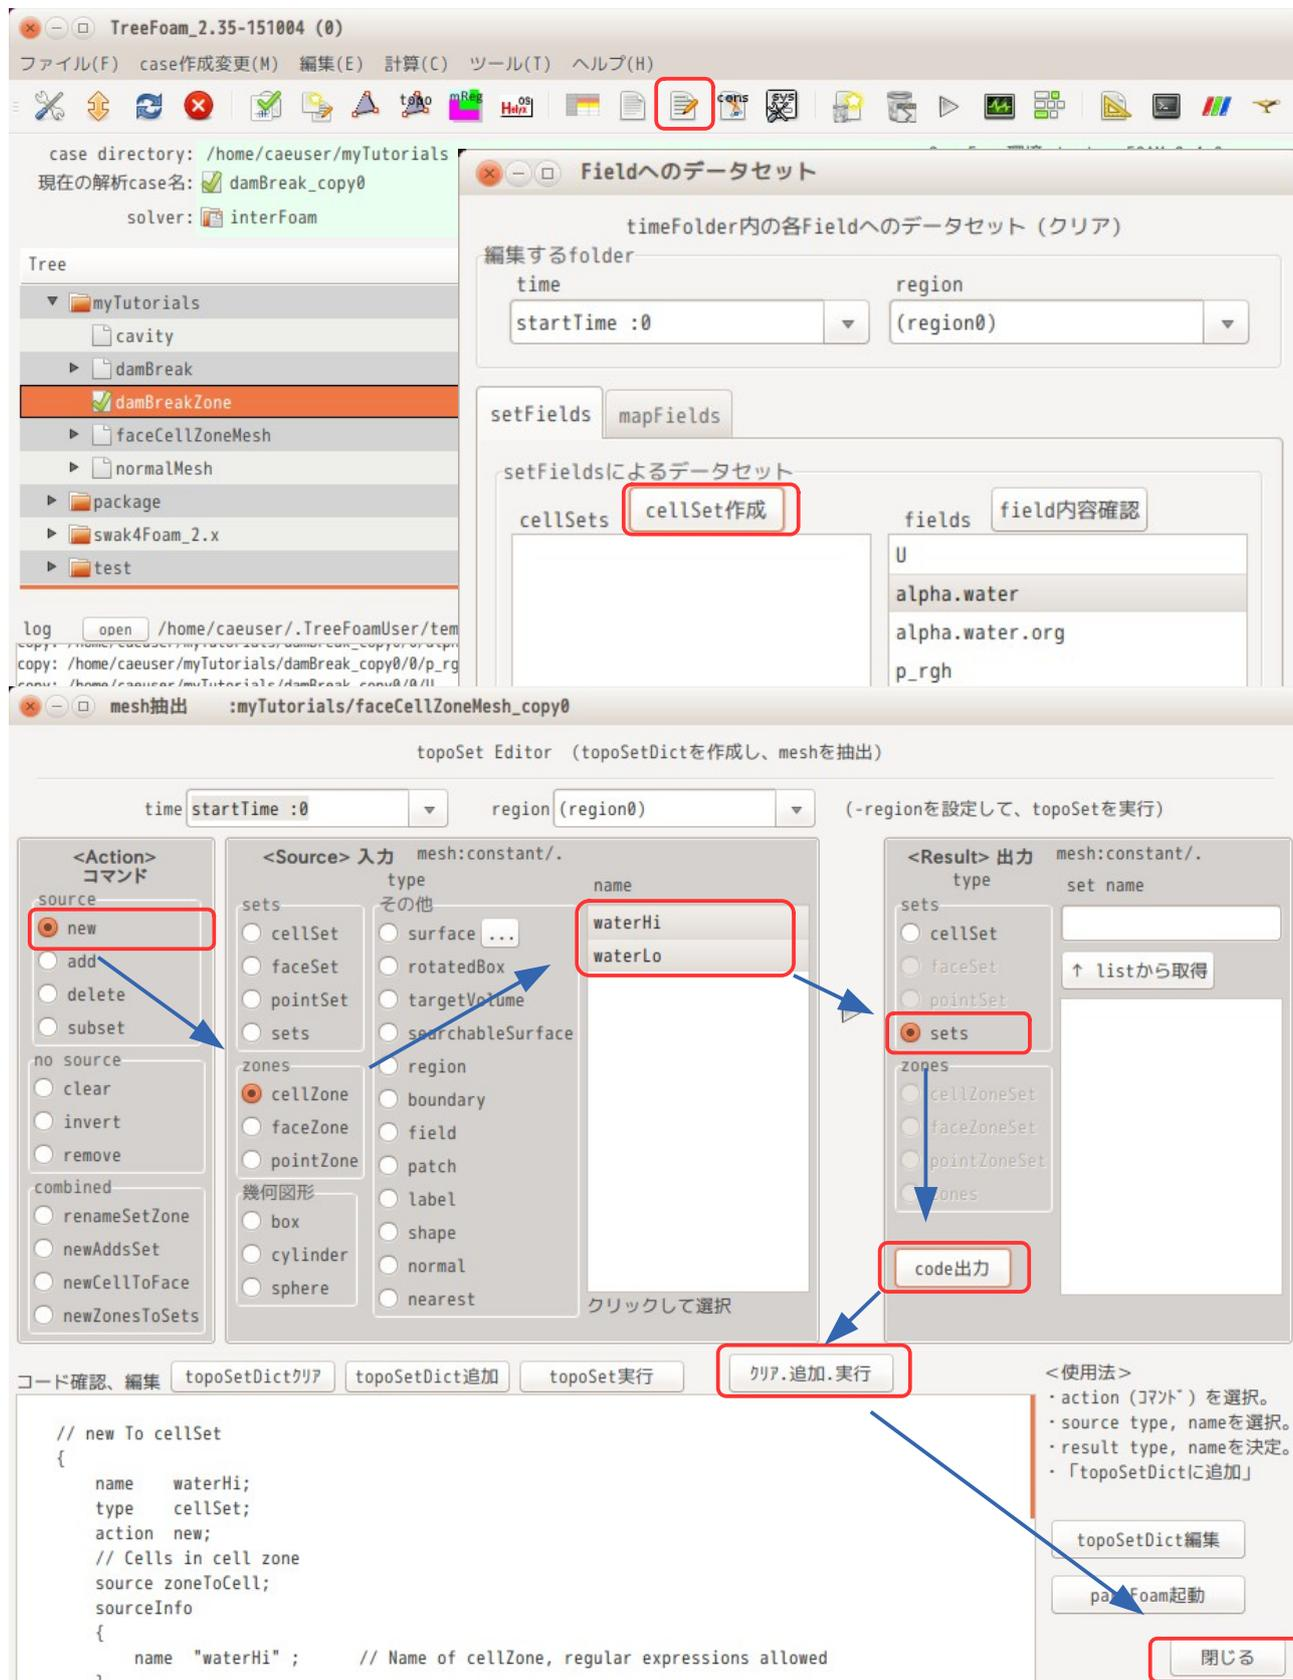 TreeFoam_2.35-151004 (0)
ファイル(F) case作成変更(M) 編集(E) 計算(C) ツール(T) ヘルプ(H)
topo mReg OS Helyx cons sys
case directory: /home/caeuser/myTutorials
現在の解析case名: damBreak_copy0
solver: interFoam
Tree
myTutorials
cavity
damBreak
damBreakZone
faceCellZoneMesh
normalMesh
package
swak4Foam_2.x
test
log open /home/caeuser/.TreeFoamUser/tem
copy: /home/caeuser/myTutorials/damBreak_copy0/0/p_rg
Fieldへのデータセット
timeFolder内の各Fieldへのデータセット (クリア)
編集するfolder
time region
startTime :0 (region0)
setFields mapFields
setFieldsによるデータセット
cellSets cellSet作成 fields field内容確認
U
alpha.water
alpha.water.org
p_rgh
mesh抽出 :myTutorials/faceCellZoneMesh_copy0
topoSet Editor (topoSetDictを作成し、meshを抽出)
time startTime :0 region (region0) (-regionを設定して、topoSetを実行)
<Action>
コマンド
source
new
add
delete
subset
no source
clear
invert
remove
combined
renameSetZone
newAddsSet
newCellToFace
newZonesToSets
<Source> 入力 mesh:constant/.
type
name
sets
cellSet
faceSet
pointSet
sets
zones
cellZone
faceZone
pointZone
幾何図形
box
cylinder
sphere
その他
surface ...
rotatedBox
targetVolume
searchableSurface
region
boundary
field
patch
label
shape
normal
nearest
waterHi
waterLo
クリックして選択
<Result> 出力 mesh:constant/.
type set name
sets
cellSet
faceSet
pointSet
sets
zones
cellZoneSet
faceZoneSet
pointZoneSet
zones
↑ listから取得
code出力
コード確認、編集 topoSetDictクリア topoSetDict追加 topoSet実行 クリア.追加.実行
// new To cellSet
{
name waterHi;
type cellSet;
action new;
// Cells in cell zone
source zoneToCell;
sourceInfo
{
name "waterHi" ; // Name of cellZone, regular expressions allowed
<使用法>
・action (コマンド) を選択。
・source type, nameを選択。
・result type, nameを決定。
・「topoSetDictに追加」
topoSetDict編集
paraFoam起動
閉じる